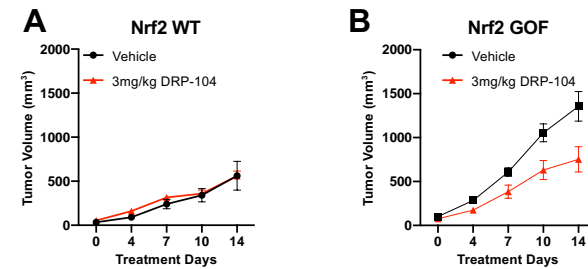 A
Nrf2 WT
Vehicle
3mg/kg DRP-104
Tumor Volume (mm³)
2000
1500
1000
500
0
0 4 7 10 14
Treatment Days
B
Nrf2 GOF
Vehicle
3mg/kg DRP-104
Tumor Volume (mm³)
2000
1500
1000
500
0
0 4 7 10 14
Treatment Days